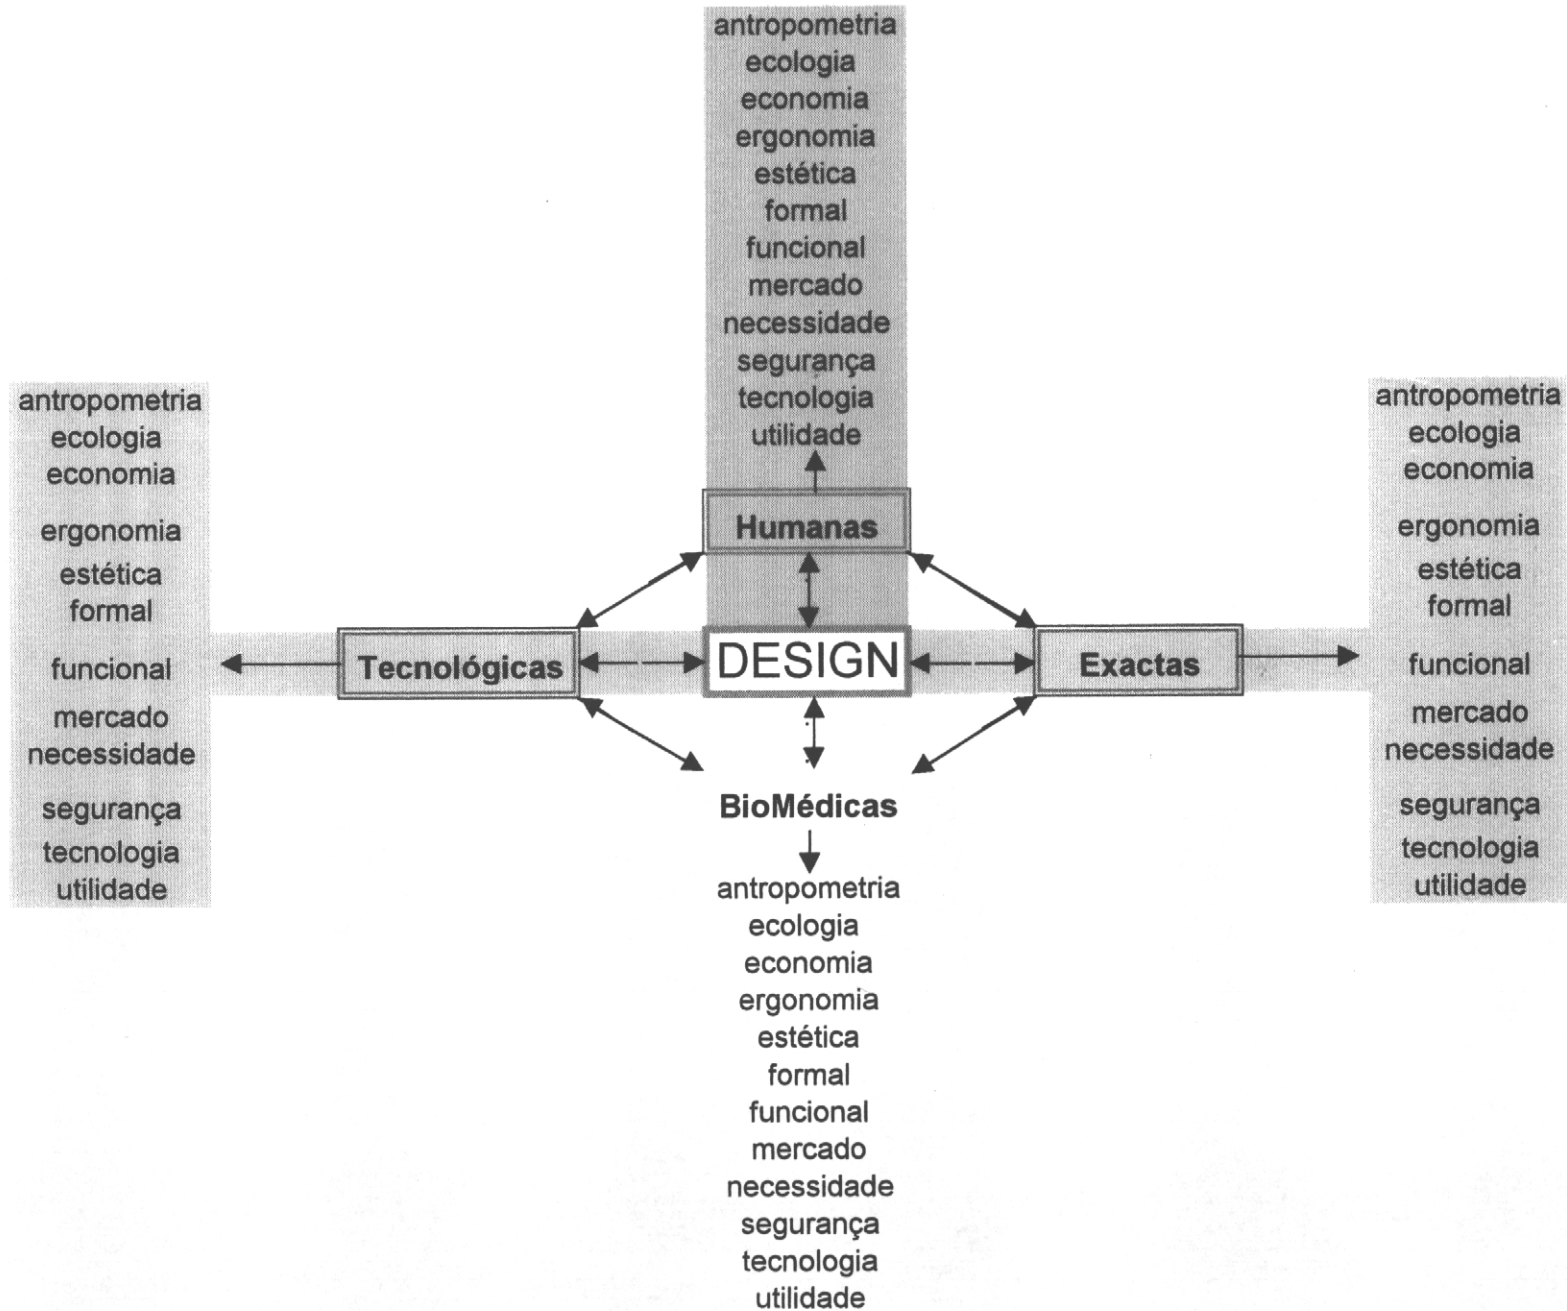 antropometria
ecologia
economia
ergonomia
estética
formal
funcional
mercado
necessidade
segurança
tecnologia
utilidade
Humanas
antropometria
ecologia
economia
ergonomia
estética
formal
funcional
mercado
necessidade
segurança
tecnologia
utilidade
Tecnológicas
DESIGN
Exactas
antropometria
ecologia
economia
ergonomia
estética
formal
funcional
mercado
necessidade
segurança
tecnologia
utilidade
BioMédicas
antropometria
ecologia
economia
ergonomia
estética
formal
funcional
mercado
necessidade
segurança
tecnologia
utilidade